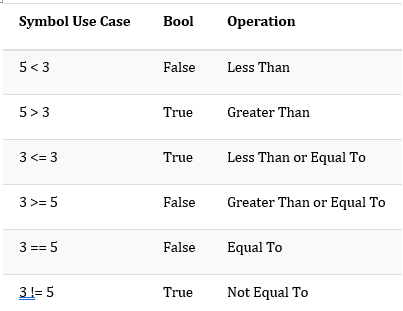 Symbol Use Case Bool Operation
5 < 3 False Less Than
5 > 3 True Greater Than
3 <= 3 True Less Than or Equal To
3 >= 5 False Greater Than or Equal To
3 == 5 False Equal To
3 != 5 True Not Equal To